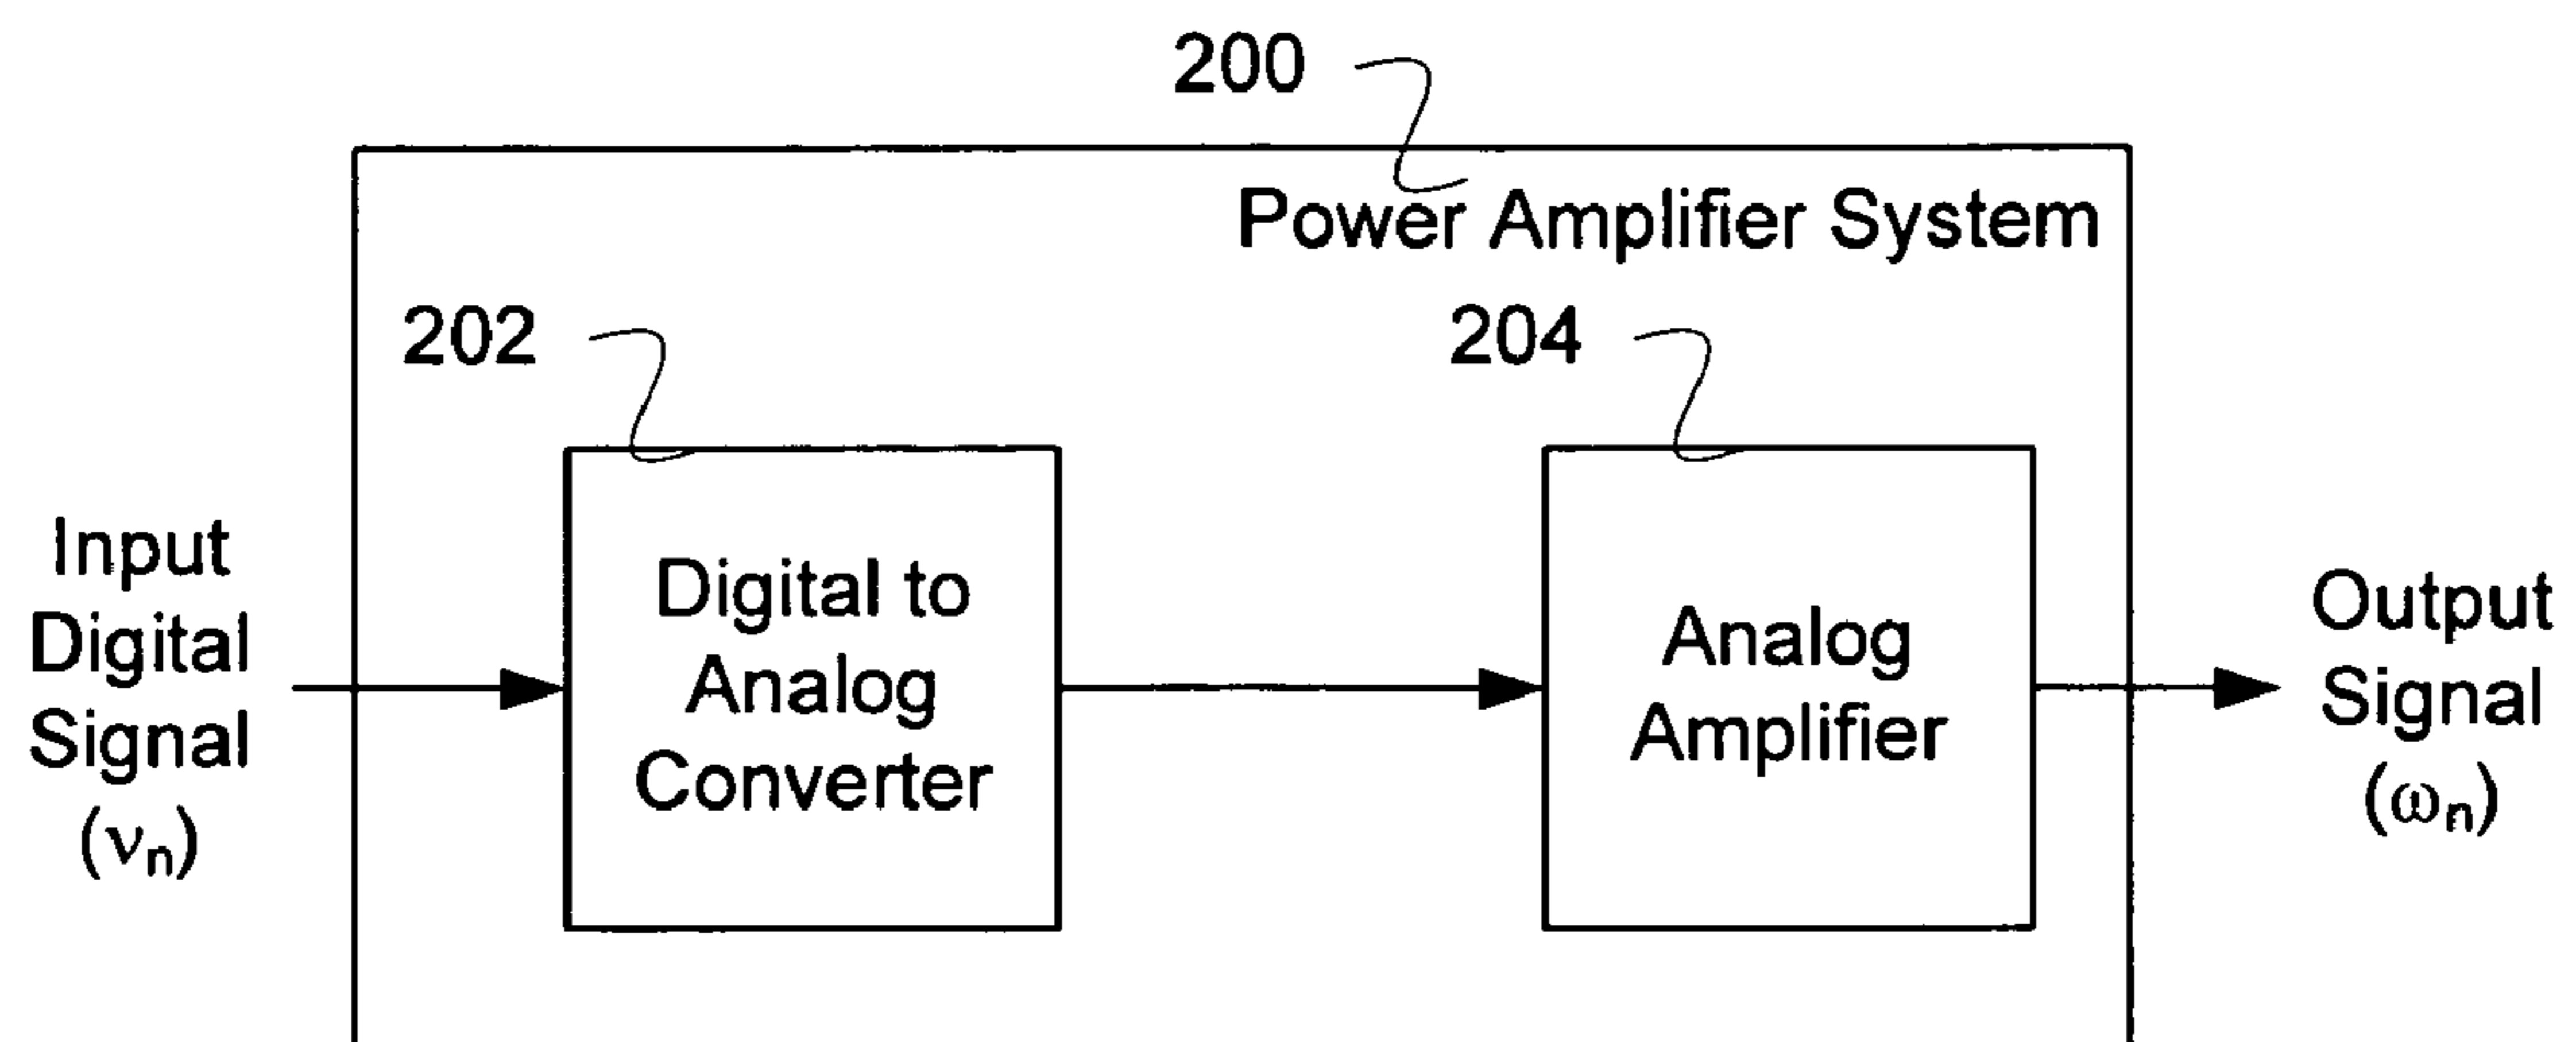 200
Power Amplifier System
202
204
Input
Digital
Signal
(νn)
Digital to
Analog
Converter
Analog
Amplifier
Output
Signal
(ωn)